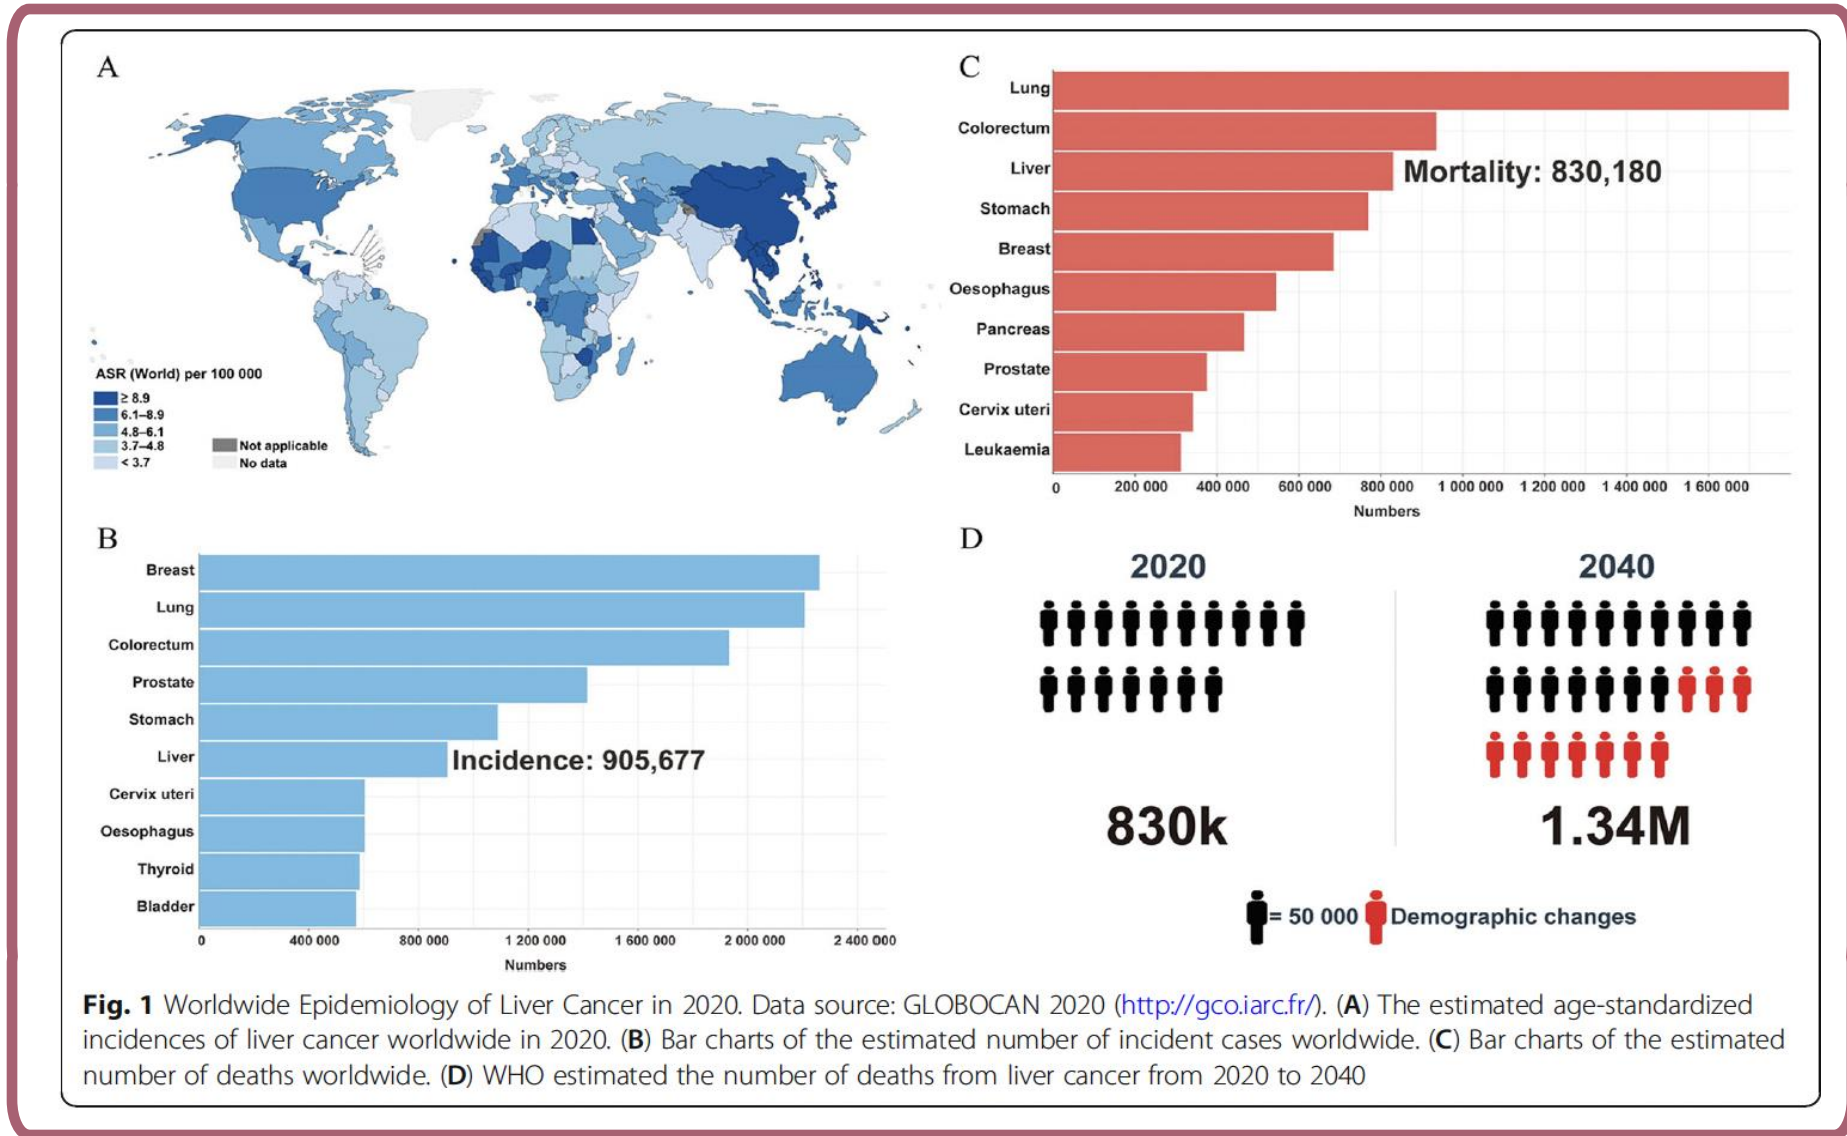 A
ASR (World) per 100 000
≥ 8.9
6.1–8.9
4.8–6.1
3.7–4.8
< 3.7
Not applicable
No data
B
Breast
Lung
Colorectum
Prostate
Stomach
Liver
Incidence: 905,677
Cervix uteri
Oesophagus
Thyroid
Bladder
0 400 000 800 000 1 200 000 1 600 000 2 000 000 2 400 000
Numbers
C
Lung
Colorectum
Liver
Mortality: 830,180
Stomach
Breast
Oesophagus
Pancreas
Prostate
Cervix uteri
Leukaemia
0 200 000 400 000 600 000 800 000 1 000 000 1 200 000 1 400 000 1 600 000
Numbers
D
2020 2040
830k 1.34M
= 50 000 Demographic changes
Fig. 1 Worldwide Epidemiology of Liver Cancer in 2020. Data source: GLOBOCAN 2020 (http://gco.iarc.fr/). (A) The estimated age-standardized
incidences of liver cancer worldwide in 2020. (B) Bar charts of the estimated number of incident cases worldwide. (C) Bar charts of the estimated
number of deaths worldwide. (D) WHO estimated the number of deaths from liver cancer from 2020 to 2040